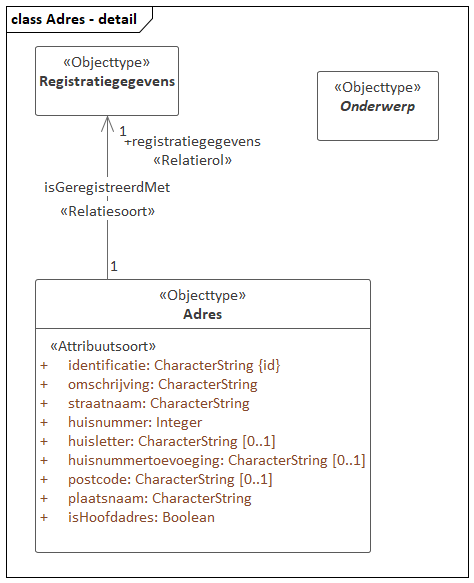 class Adres - detail
«Objecttype»
Registratiegegevens
«Objecttype»
Onderwerp
1
+registratiegegevens
«Relatierol»
isGeregistreerdMet
«Relatiesoort»
1
«Objecttype»
Adres
«Attribuutsoort»
+ identificatie: CharacterString {id}
+ omschrijving: CharacterString
+ straatnaam: CharacterString
+ huisnummer: Integer
+ huisletter: CharacterString [0..1]
+ huisnummertoevoeging: CharacterString [0..1]
+ postcode: CharacterString [0..1]
+ plaatsnaam: CharacterString
+ isHoofdadres: Boolean